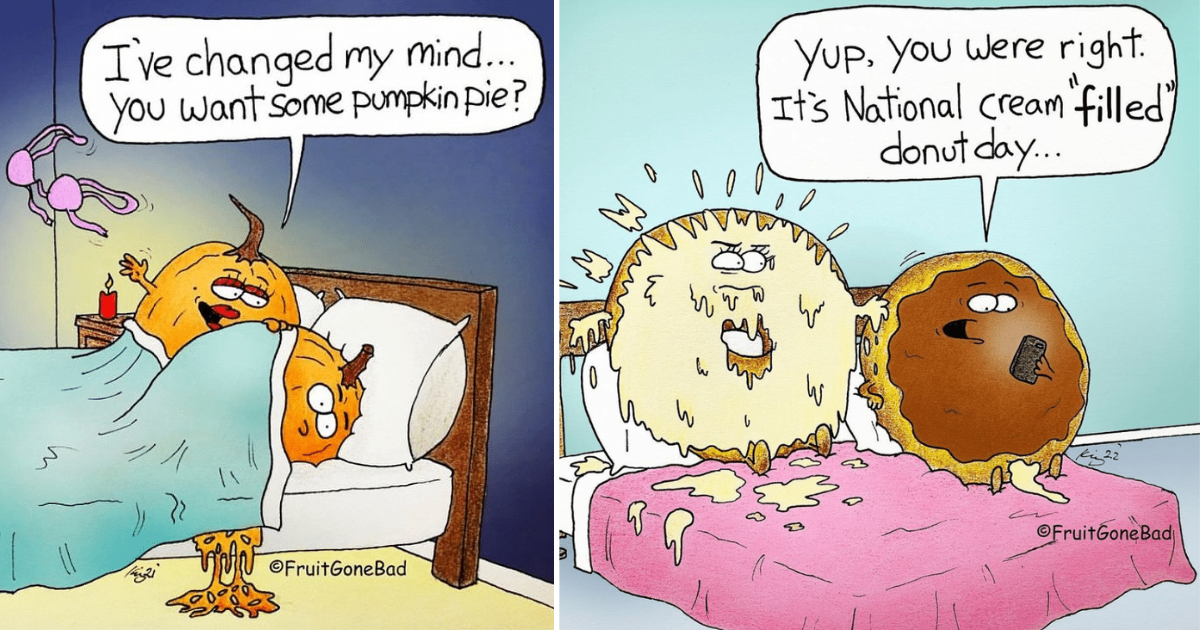 I've changed my mind...
you want some pumpkin pie?
©FruitGoneBad
Yup, you were right.
It's National cream "filled"
donut day...
©FruitGoneBad